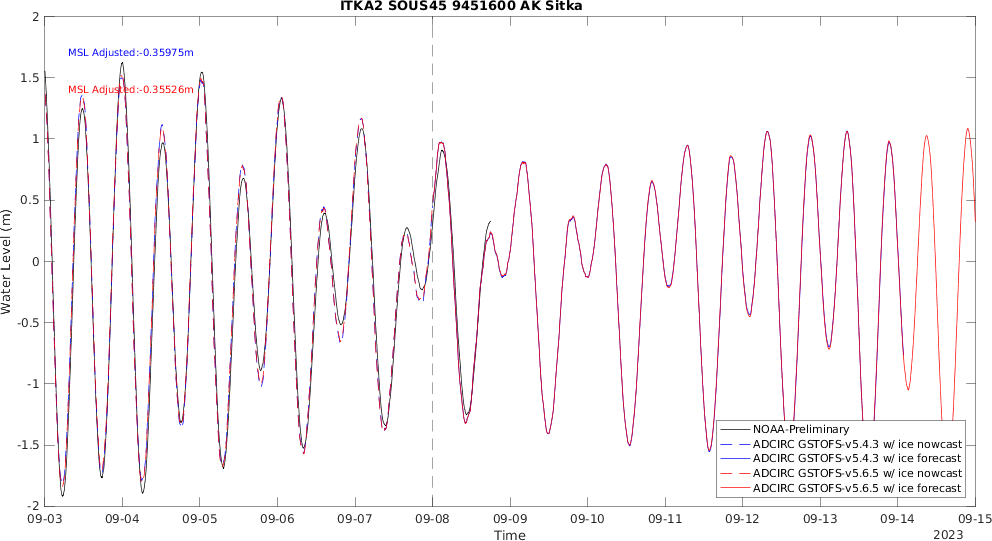 ITKA2 SOUS45 9451600 AK Sitka
MSL Adjusted:-0.35975m
MSL Adjusted:-0.35526m
Water Level (m)
2
1.5
1
0.5
0
-0.5
-1
-1.5
-2
NOAA-Preliminary
ADCIRC GSTOFS-v5.4.3 w/ ice nowcast
ADCIRC GSTOFS-v5.4.3 w/ ice forecast
ADCIRC GSTOFS-v5.6.5 w/ ice nowcast
ADCIRC GSTOFS-v5.6.5 w/ ice forecast
09-03 09-04 09-05 09-06 09-07 09-08 09-09 09-10 09-11 09-12 09-13 09-14 09-15
Time
2023